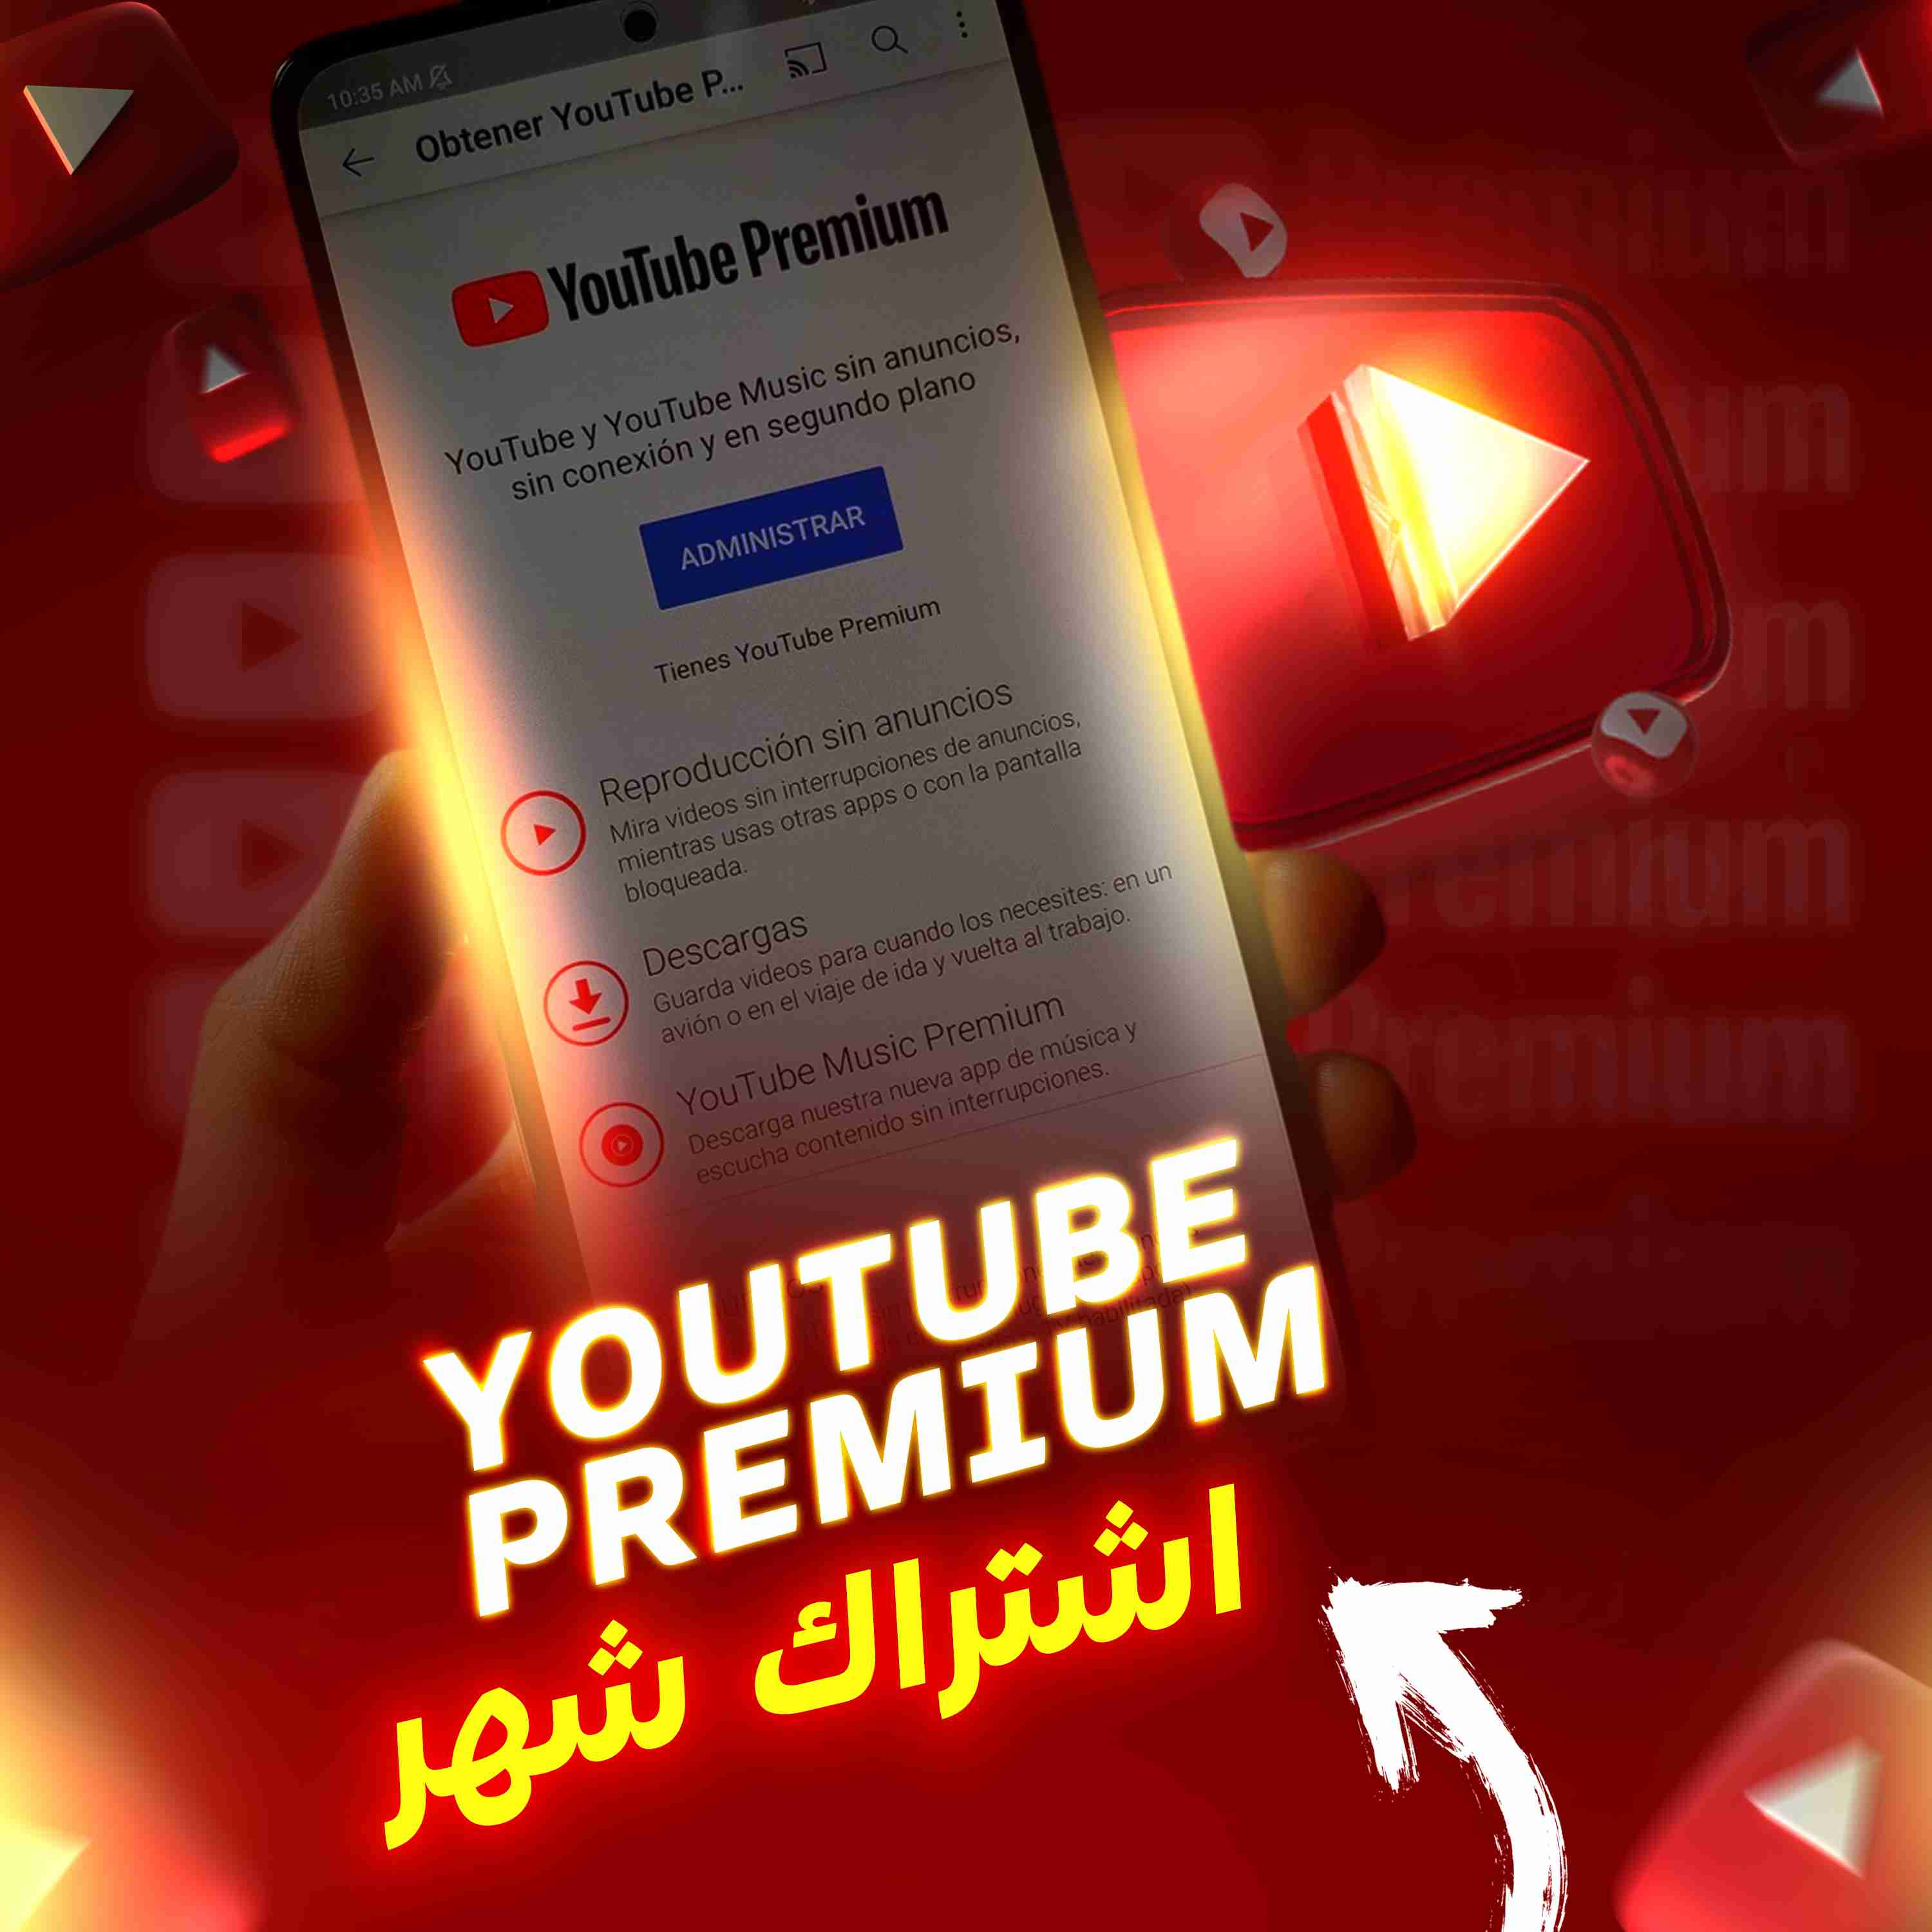 10:35 AM
Obtener YouTube P...
YouTube Premium
YouTube y YouTube Music sin anuncios,
sin conexión y en segundo plano
ADMINISTRAR
Tienes YouTube Premium
Reproducción sin anuncios
Mira videos sin interrupciones de anuncios,
mientras usas otras apps o con la pantalla
bloqueada.
Descargas
Guarda videos para cuando los necesites: en un
avión o en el viaje de ida y vuelta al trabajo.
YouTube Music Premium
Descarga nuestra nueva app de música y
escucha contenido sin interrupciones.
YOUTUBE
PREMIUM
اشتراك شهر
Premium
Premium
Premium